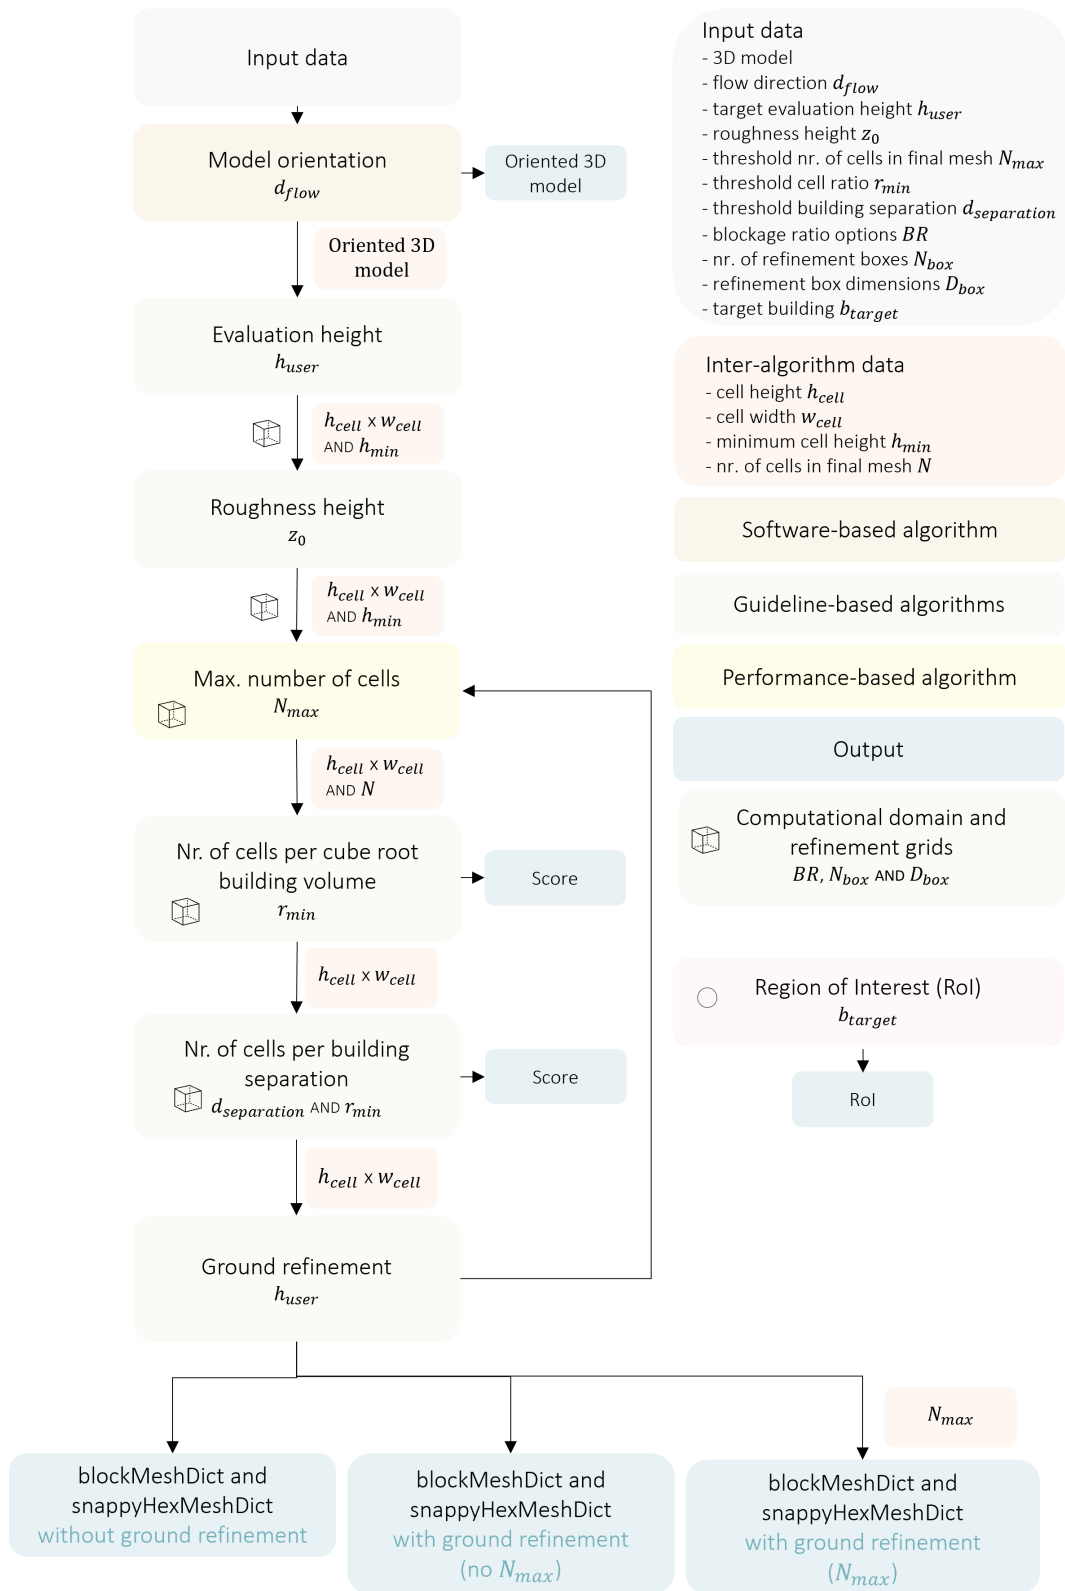 Input data
Model orientation
d_flow
Oriented 3D
model
Oriented 3D
model
Evaluation height
h_user
h_cell x w_cell
AND h_min
Roughness height
z_0
h_cell x w_cell
AND h_min
Max. number of cells
N_max
h_cell x w_cell
AND N
Nr. of cells per cube root
building volume
r_min
Score
h_cell x w_cell
Nr. of cells per building
separation
d_separation AND r_min
Score
h_cell x w_cell
Ground refinement
h_user
N_max
blockMeshDict and
snappyHexMeshDict
without ground refinement
blockMeshDict and
snappyHexMeshDict
with ground refinement
(no N_max)
blockMeshDict and
snappyHexMeshDict
with ground refinement
(N_max)
Input data
- 3D model
- flow direction d_flow
- target evaluation height h_user
- roughness height z_0
- threshold nr. of cells in final mesh N_max
- threshold cell ratio r_min
- threshold building separation d_separation
- blockage ratio options BR
- nr. of refinement boxes N_box
- refinement box dimensions D_box
- target building b_target
Inter-algorithm data
- cell height h_cell
- cell width w_cell
- minimum cell height h_min
- nr. of cells in final mesh N
Software-based algorithm
Guideline-based algorithms
Performance-based algorithm
Output
Computational domain and
refinement grids
BR, N_box AND D_box
Region of Interest (RoI)
b_target
RoI